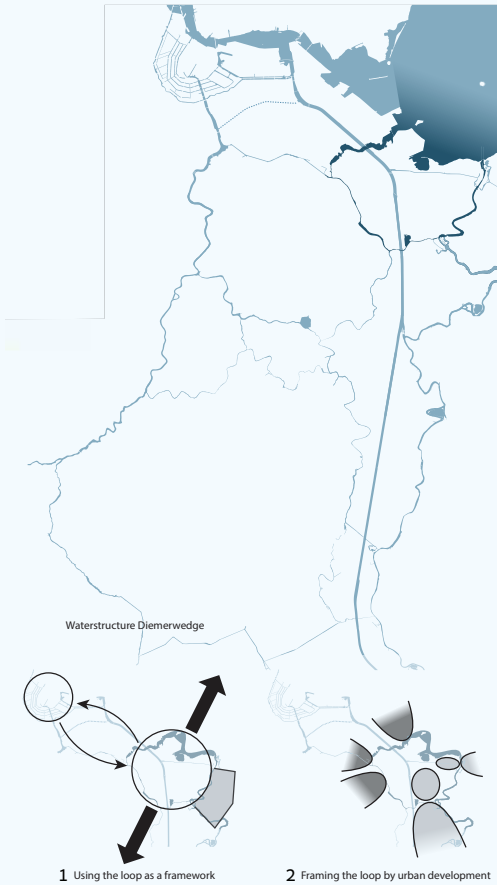 Waterstructure Diemerwedge
1 Using the loop as a framework
2 Framing the loop by urban development